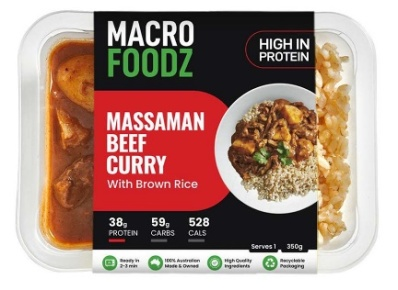 MACRO
FOODZ
HIGH IN
PROTEIN
MASSAMAN
BEEF
CURRY
With Brown Rice
38g 59g 528
PROTEIN CARBS CALS
Serves 1 350g
Ready in
2-3 min
100% Australian
Made & Owned
High Quality
Ingredients
Recyclable
Packaging